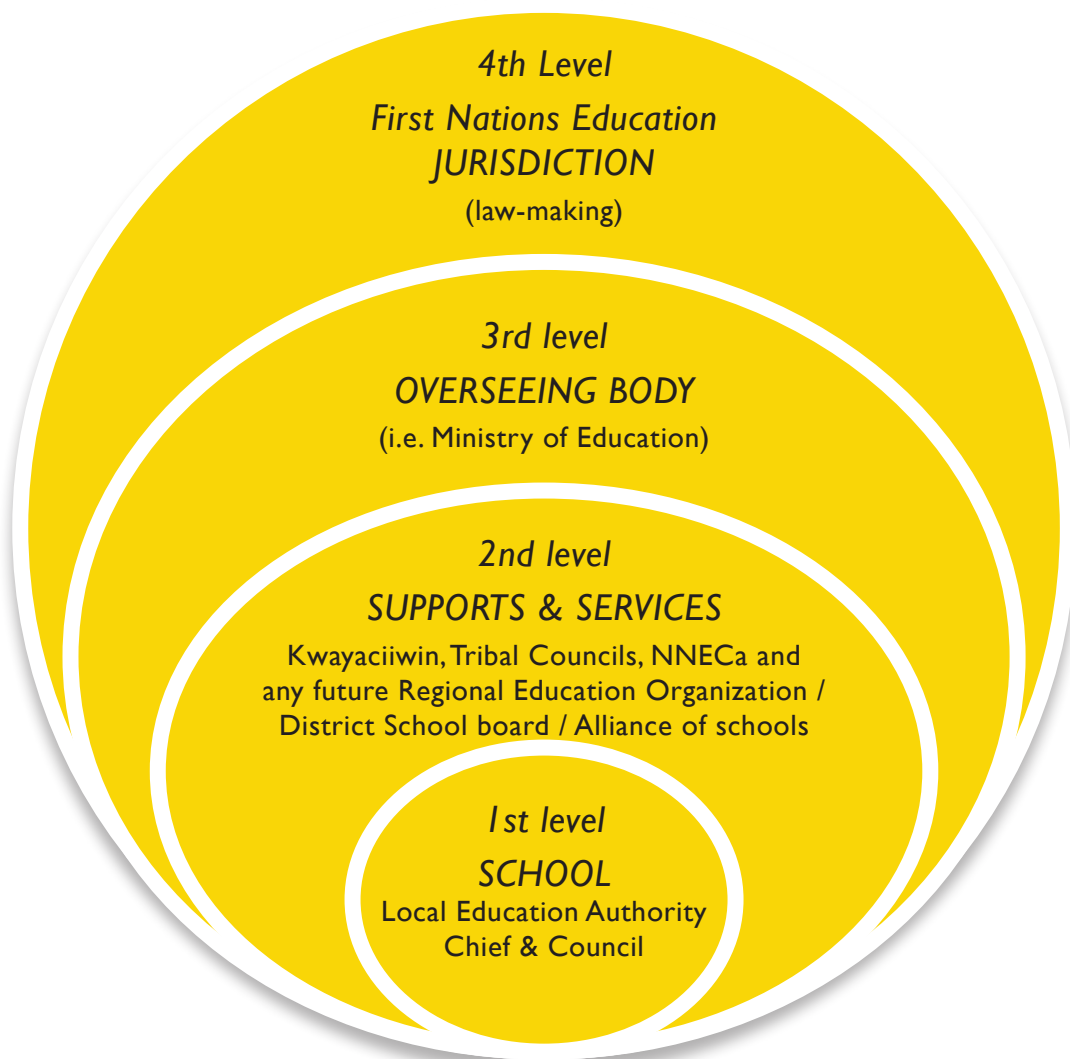 4th Level
First Nations Education
JURISDICTION
(law-making)
3rd level
OVERSEEING BODY
(i.e. Ministry of Education)
2nd level
SUPPORTS & SERVICES
Kwayaciiwin, Tribal Councils, NNECa and
any future Regional Education Organization /
District School board / Alliance of schools
1st level
SCHOOL
Local Education Authority
Chief & Council